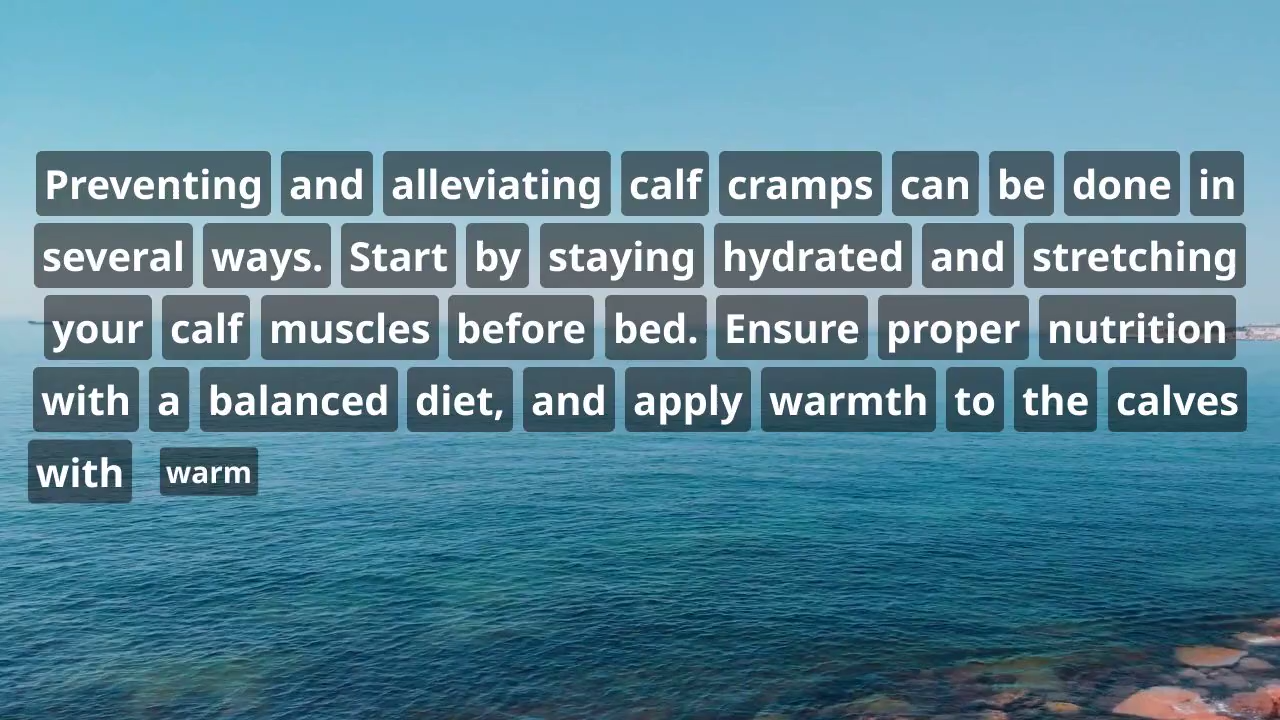 Preventing and alleviating calf cramps can be done in
several ways. Start by staying hydrated and stretching
your calf muscles before bed. Ensure proper nutrition
with a balanced diet, and apply warmth to the calves
with warm